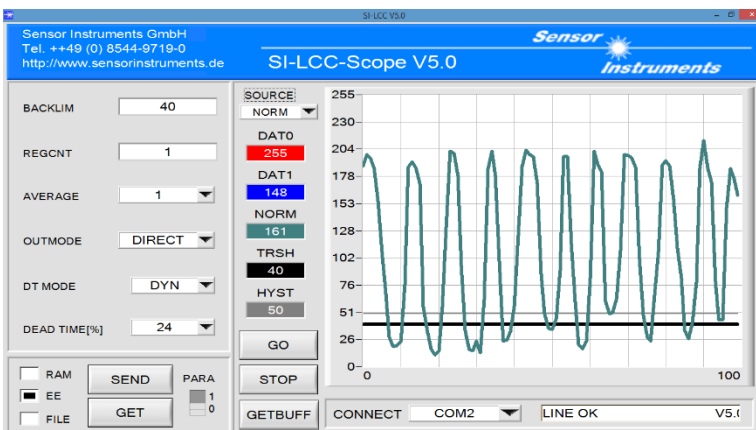 SI-LCC V5.0
Sensor Instruments GmbH
Tel. ++49 (0) 8544-9719-0
http://www.sensorinstruments.de
SI-LCC-Scope V5.0
Sensor
Instruments
BACKLIM 40
REGCNT 1
AVERAGE 1
OUTMODE DIRECT
DT MODE DYN
DEAD TIME[%] 24
RAM
EE
FILE
SEND
GET
PARA
1
0
SOURCE
NORM
DAT0
255
DAT1
148
NORM
161
TRSH
40
HYST
50
GO
STOP
GETBUFF
255
230
204
178
153
128
102
76
51
26
0
0 100
CONNECT COM2 LINE OK V5.(